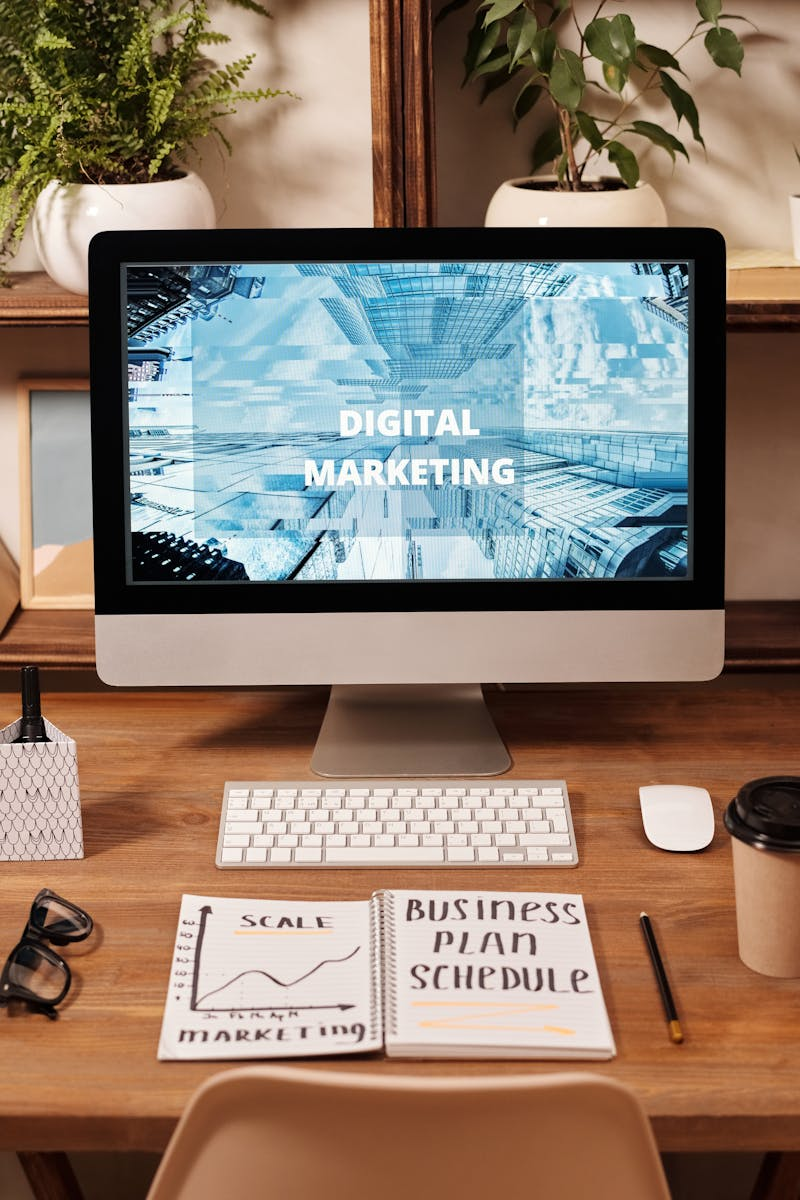 DIGITAL
MARKETING
SCALE
MARKETING
BUSINESS
PLAN
SCHEDULE